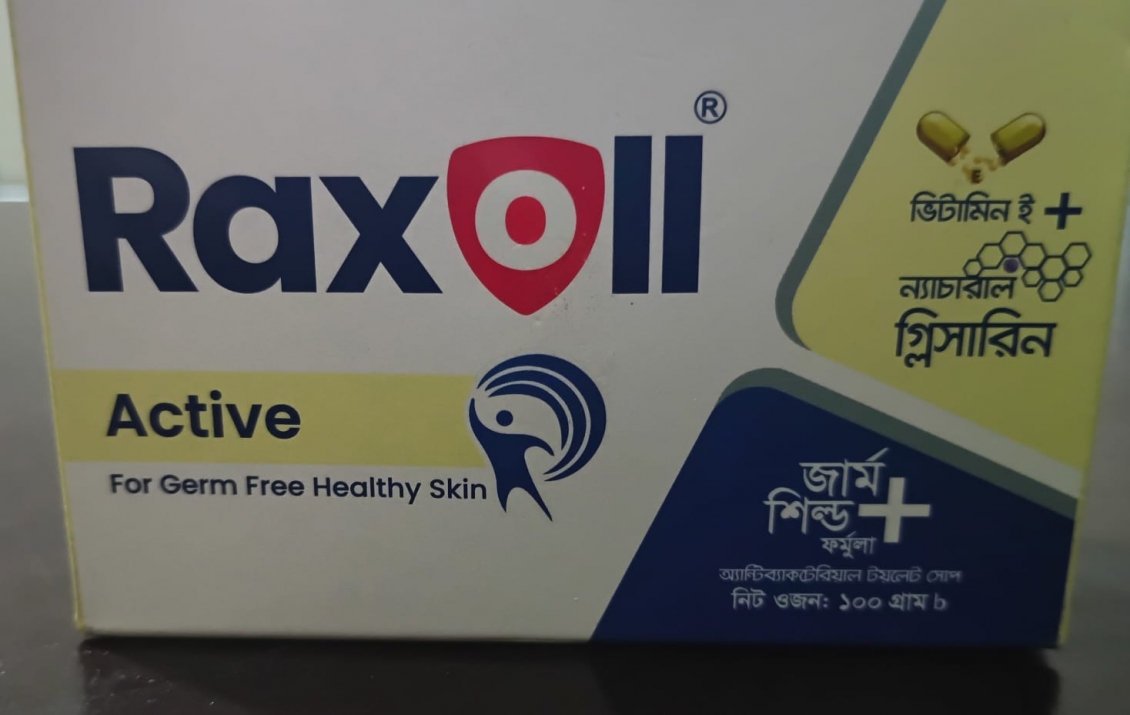 Raxoll®
Active
For Germ Free Healthy Skin
E
ভিটামিন ই +
ন্যাচারাল
গ্লিসারিন
জার্ম
শিল্ড +
ফর্মুলা
অ্যান্টিব্যাকটেরিয়াল টয়লেট সোপ
নিট ওজন: ১০০ গ্রাম b